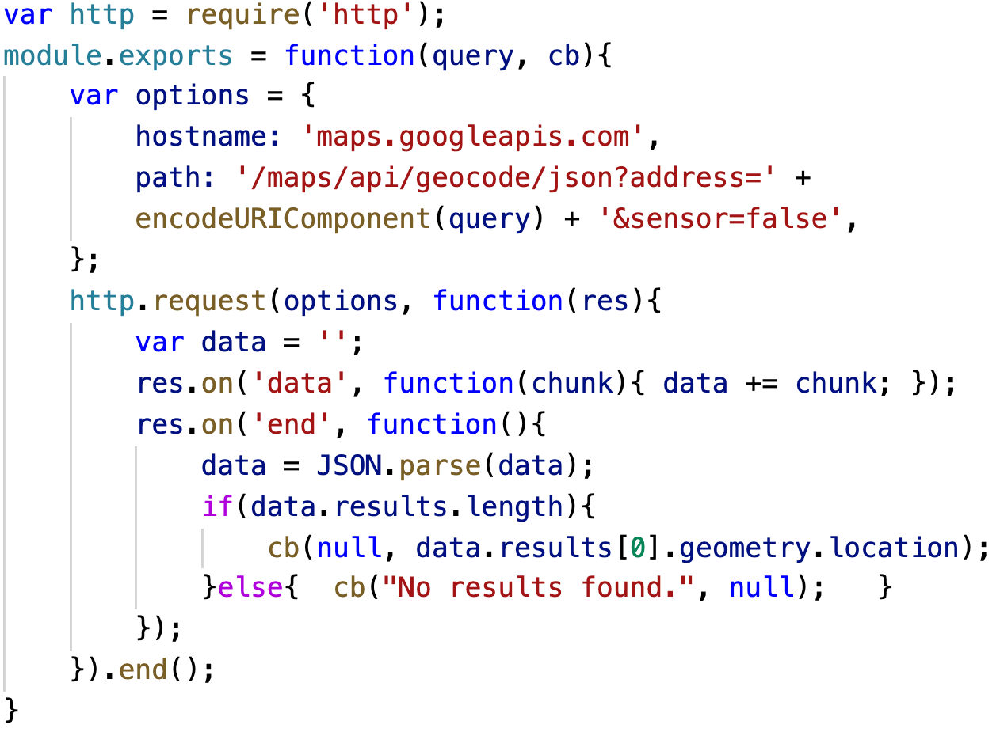 var http = require('http');
module.exports = function(query, cb){
    var options = {
        hostname: 'maps.googleapis.com',
        path: '/maps/api/geocode/json?address=' +
        encodeURIComponent(query) + '&sensor=false',
    };
    http.request(options, function(res){
        var data = '';
        res.on('data', function(chunk){ data += chunk; });
        res.on('end', function(){
            data = JSON.parse(data);
            if(data.results.length){
                cb(null, data.results[0].geometry.location);
            }else{  cb("No results found.", null);   }
        });
    }).end();
}